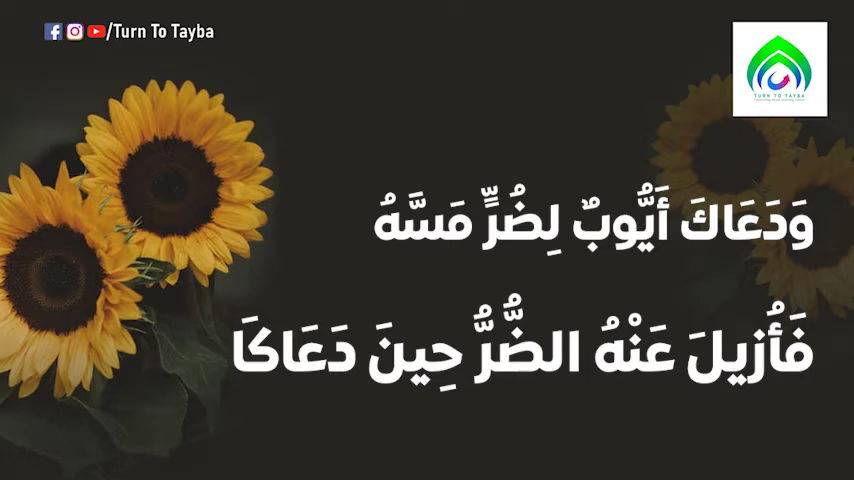 /Turn To Tayba
TURN TO TAYBA
وَدَعَاكَ أَيُّوبٌ لِضُرٍّ مَسَّهُ
فَأُزِيلَ عَنْهُ الضُّرُّ حِينَ دَعَاكَا